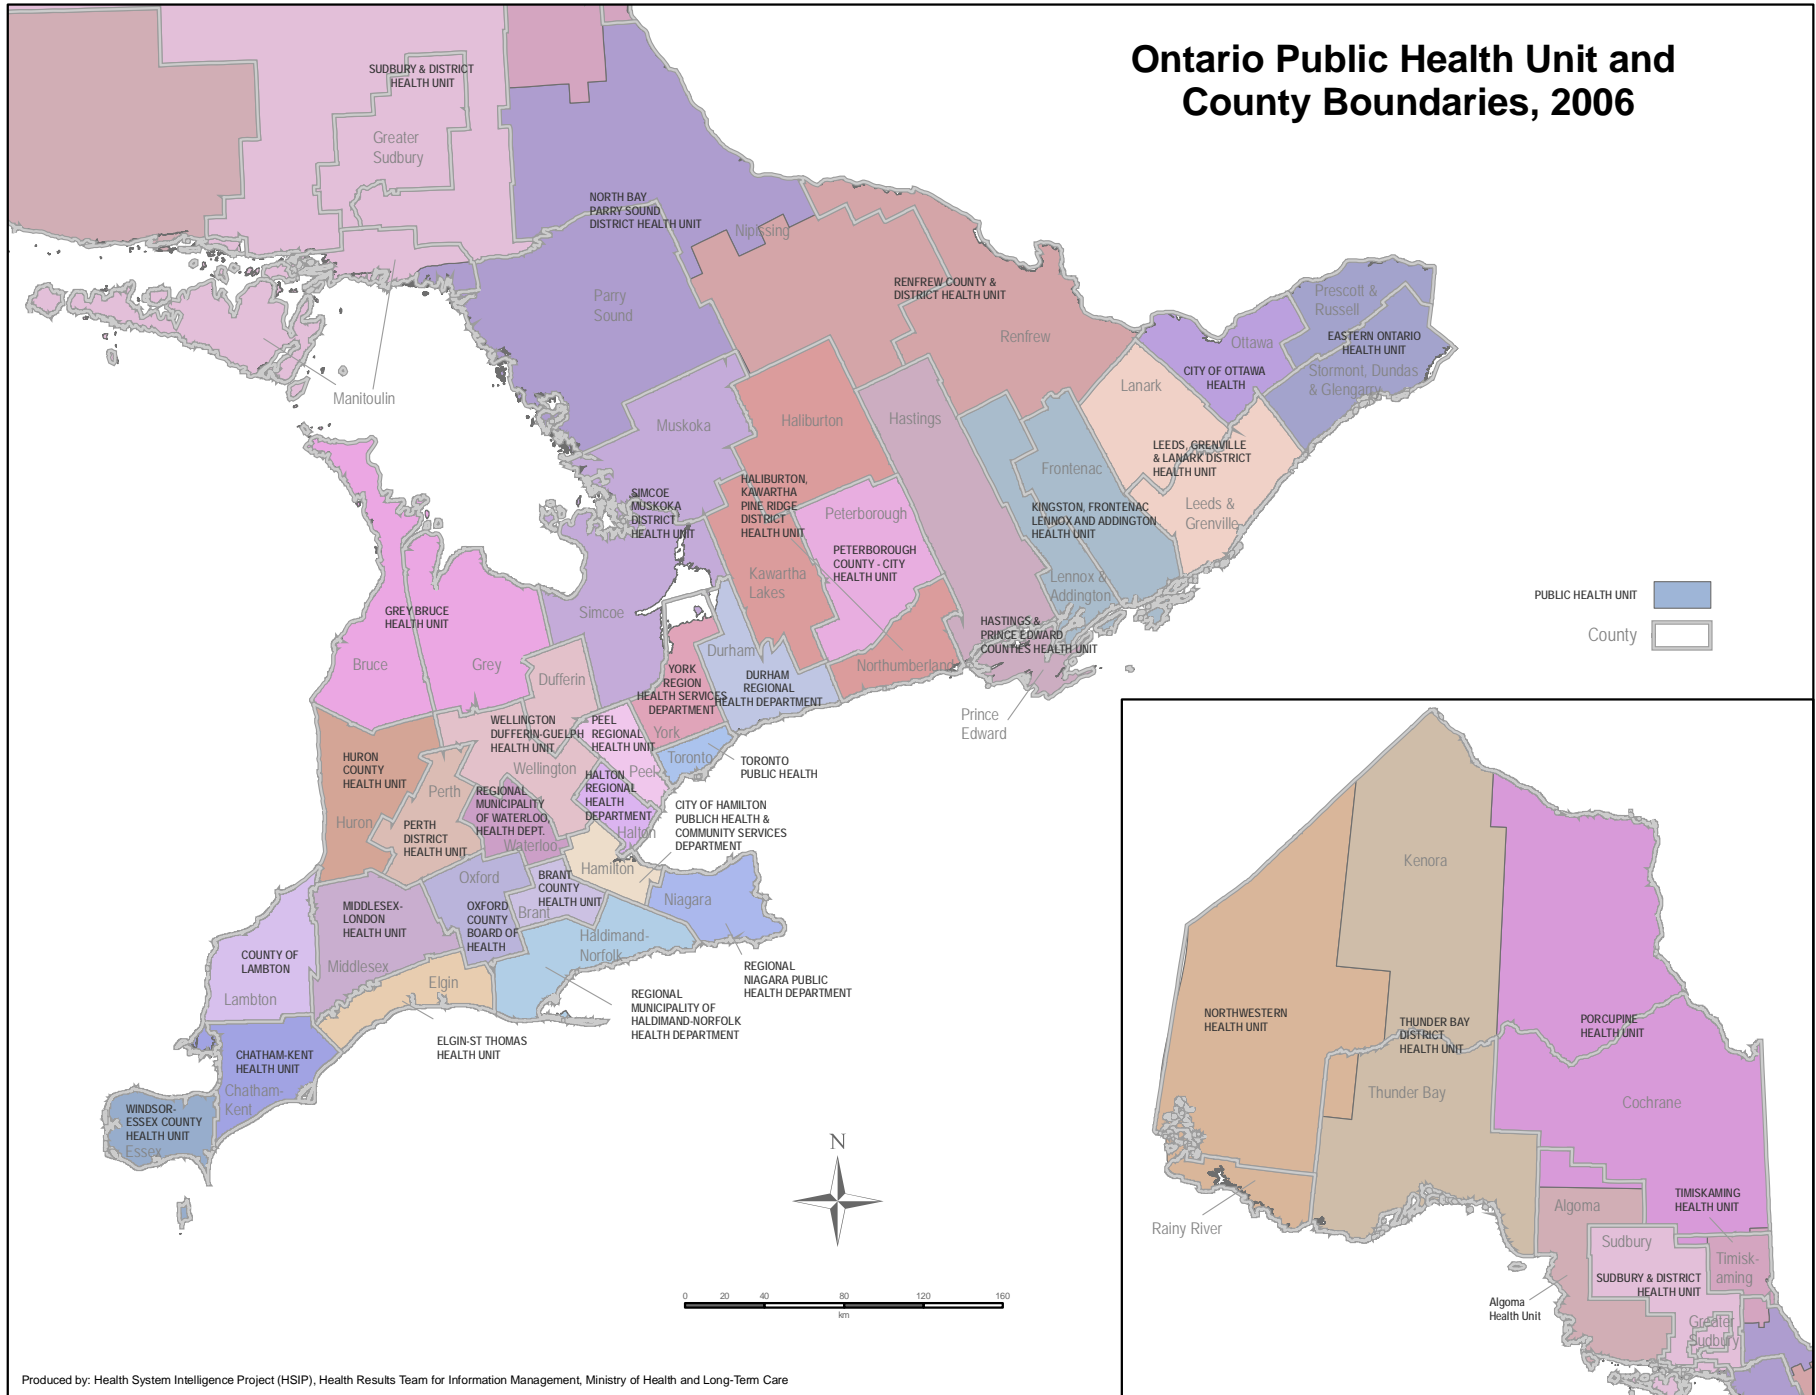 Ontario Public Health Unit and
County Boundaries, 2006
SUDBURY & DISTRICT
HEALTH UNIT
Greater
Sudbury
NORTH BAY
PARRY SOUND
DISTRICT HEALTH UNIT
Nipissing
RENFREW COUNTY &
DISTRICT HEALTH UNIT
Parry
Sound
Renfrew
Prescott &
Russell
EASTERN ONTARIO
HEALTH UNIT
Ottawa
CITY OF OTTAWA
HEALTH
Stormont, Dundas
& Glengarry
Manitoulin
Lanark
Muskoka
Haliburton
Hastings
LEEDS, GRENVILLE
& LANARK DISTRICT
HEALTH UNIT
Frontenac
Leeds &
Grenville
SIMCOE
MUSKOKA
DISTRICT
HEALTH UNIT
HALIBURTON,
KAWARTHA
PINE RIDGE
DISTRICT
HEALTH UNIT
Peterborough
KINGSTON, FRONTENAC
LENNOX AND ADDINGTON
HEALTH UNIT
PETERBOROUGH
COUNTY - CITY
HEALTH UNIT
Kawartha
Lakes
Lennox &
Addington
GREY BRUCE
HEALTH UNIT
Simcoe
HASTINGS &
PRINCE EDWARD
COUNTIES HEALTH UNIT
PUBLIC HEALTH UNIT
County
Bruce
Grey
Dufferin
Durham
Northumberland
YORK
REGION
HEALTH SERVICES
DEPARTMENT
DURHAM
REGIONAL
HEALTH DEPARTMENT
Prince
Edward
WELLINGTON
DUFFERIN-GUELPH
HEALTH UNIT
PEEL
REGIONAL
HEALTH UNIT
York
Toronto
TORONTO
PUBLIC HEALTH
HURON
COUNTY
HEALTH UNIT
Wellington
Peel
Perth
HALTON
REGIONAL
HEALTH
DEPARTMENT
REGIONAL
MUNICIPALITY
OF WATERLOO,
HEALTH DEPT.
CITY OF HAMILTON
PUBLICH HEALTH &
COMMUNITY SERVICES
DEPARTMENT
Huron
PERTH
DISTRICT
HEALTH UNIT
Waterloo
Halton
Hamilton
Oxford
BRANT
COUNTY
HEALTH UNIT
Niagara
MIDDLESEX-
LONDON
HEALTH UNIT
OXFORD
COUNTY
BOARD OF
HEALTH
Brant
Haldimand-
Norfolk
COUNTY OF
LAMBTON
Middlesex
Elgin
Lambton
REGIONAL
NIAGARA PUBLIC
HEALTH DEPARTMENT
REGIONAL
MUNICIPALITY OF
HALDIMAND-NORFOLK
HEALTH DEPARTMENT
ELGIN-ST THOMAS
HEALTH UNIT
CHATHAM-KENT
HEALTH UNIT
Chatham-
Kent
WINDSOR-
ESSEX COUNTY
HEALTH UNIT
Essex
N
0 20 40 80 120 160
km
Kenora
NORTHWESTERN
HEALTH UNIT
THUNDER BAY
DISTRICT
HEALTH UNIT
PORCUPINE
HEALTH UNIT
Thunder Bay
Cochrane
Rainy River
Algoma
TIMISKAMING
HEALTH UNIT
Sudbury
Timisk-
aming
SUDBURY & DISTRICT
HEALTH UNIT
Algoma
Health Unit
Greater
Sudbury
Produced by: Health System Intelligence Project (HSIP), Health Results Team for Information Management, Ministry of Health and Long-Term Care